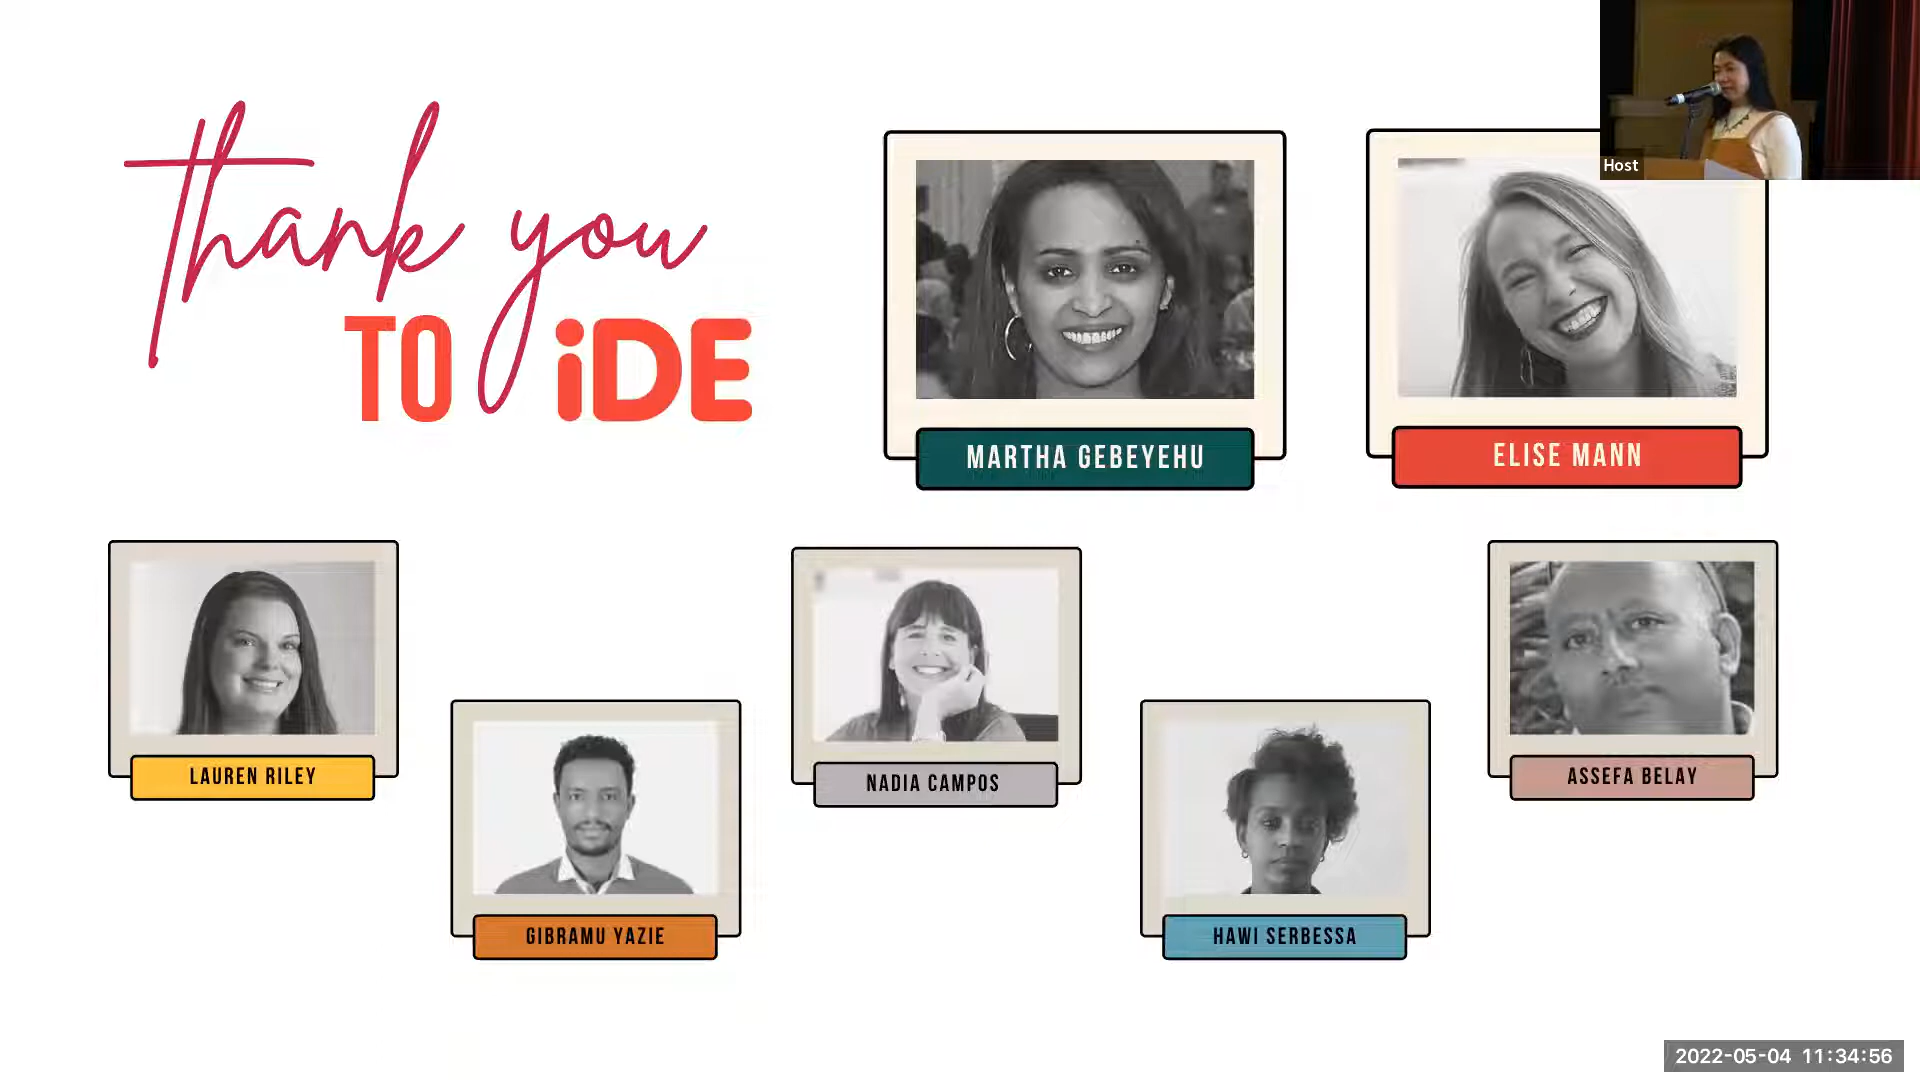 thank you
TO iDE
Host
MARTHA GEBEYEHU
ELISE MANN
LAUREN RILEY
NADIA CAMPOS
ASSEFA BELAY
GIBRAMU YAZIE
HAWI SERBESSA
2022-05-04 11:34:56